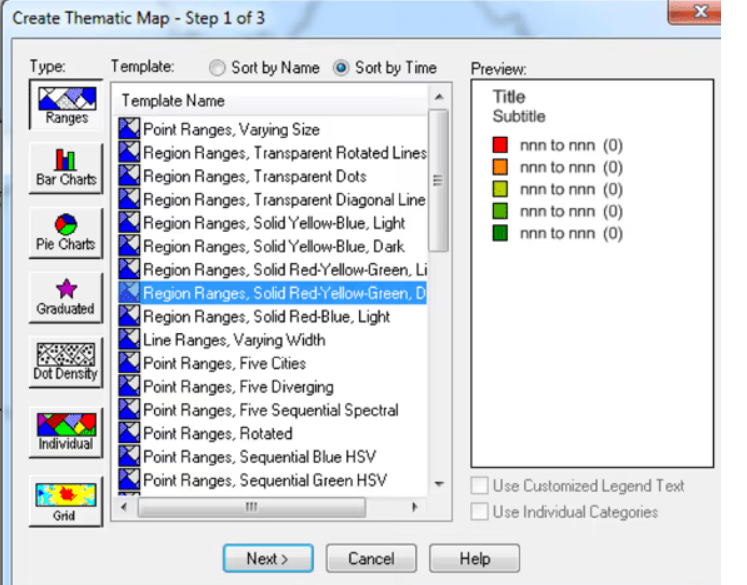 Create Thematic Map - Step 1 of 3
Type:
Template:
Sort by Name
Sort by Time
Preview:
Ranges
Bar Charts
Pie Charts
Graduated
Dot Density
Individual
Grid
Template Name
Point Ranges, Varying Size
Region Ranges, Transparent Rotated Lines
Region Ranges, Transparent Dots
Region Ranges, Transparent Diagonal Line
Region Ranges, Solid Yellow-Blue, Light
Region Ranges, Solid Yellow-Blue, Dark
Region Ranges, Solid Red-Yellow-Green, Li
Region Ranges, Solid Red-Yellow-Green, D
Region Ranges, Solid Red-Blue, Light
Line Ranges, Varying Width
Point Ranges, Five Cities
Point Ranges, Five Diverging
Point Ranges, Five Sequential Spectral
Point Ranges, Rotated
Point Ranges, Sequential Blue HSV
Point Ranges, Sequential Green HSV
Title
Subtitle
nnn to nnn (0)
nnn to nnn (0)
nnn to nnn (0)
nnn to nnn (0)
nnn to nnn (0)
Use Customized Legend Text
Use Individual Categories
Next >
Cancel
Help